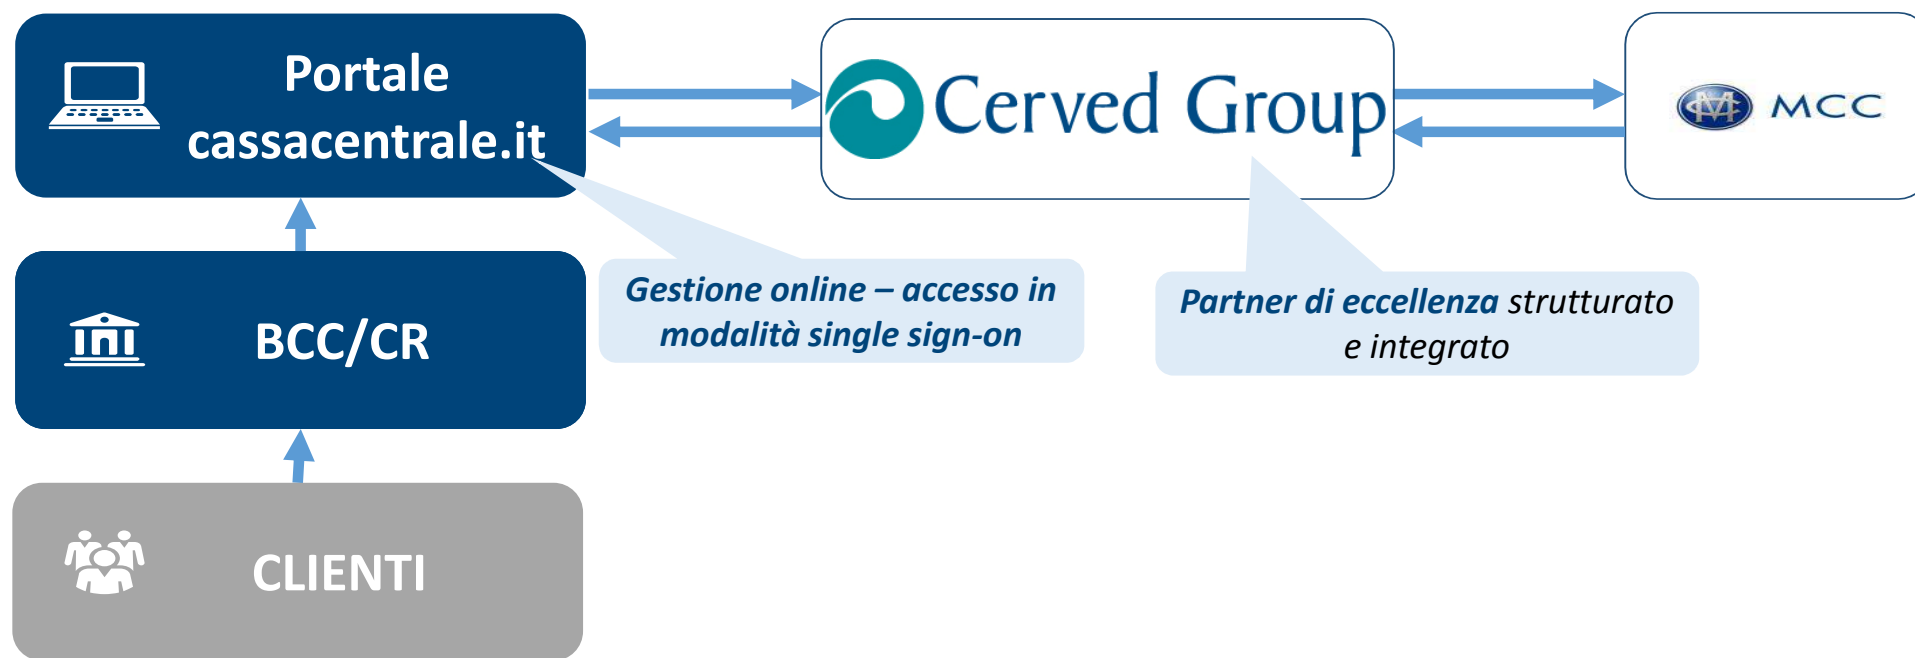 Portale
cassacentrale.it
Cerved Group
MCC
Gestione online – accesso in
modalità single sign-on
Partner di eccellenza strutturato
e integrato
BCC/CR
CLIENTI